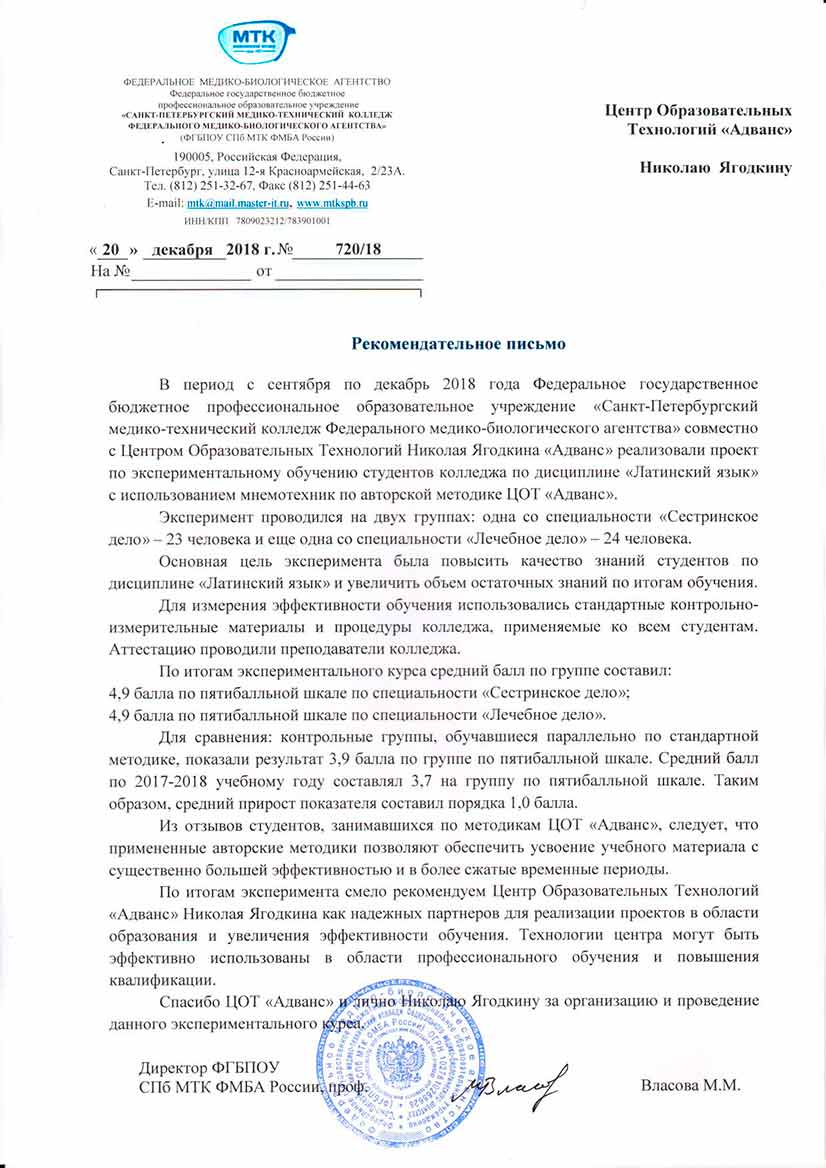 МТК
ФЕДЕРАЛЬНОЕ МЕДИКО-БИОЛОГИЧЕСКОЕ АГЕНТСТВО
Федеральное государственное бюджетное
профессиональное образовательное учреждение
«САНКТ-ПЕТЕРБУРГСКИЙ МЕДИКО-ТЕХНИЧЕСКИЙ КОЛЛЕДЖ
ФЕДЕРАЛЬНОГО МЕДИКО-БИОЛОГИЧЕСКОГО АГЕНТСТВА»
(ФГБПОУ СПб МТК ФМБА России)
190005, Российская Федерация,
Санкт-Петербург, улица 12-я Красноармейская, 2/23А.
Тел. (812) 251-32-67, Факс (812) 251-44-63
E-mail: mtk@mail.master-it.ru, www.mtkspb.ru
ИНН/КПП 7809023212/783901001
«20» декабря 2018 г. № 720/18
На № от
Центр Образовательных
Технологий «Адванс»
Николаю Ягодкину
Рекомендательное письмо
В период с сентября по декабрь 2018 года Федеральное государственное
бюджетное профессиональное образовательное учреждение «Санкт-Петербургский
медико-технический колледж Федерального медико-биологического агентства» совместно
с Центром Образовательных Технологий Николая Ягодкина «Адванс» реализовали проект
по экспериментальному обучению студентов колледжа по дисциплине «Латинский язык»
с использованием мнемотехник по авторской методике ЦОТ «Адванс».
Эксперимент проводился на двух группах: одна со специальности «Сестринское
дело» – 23 человека и еще одна со специальности «Лечебное дело» – 24 человека.
Основная цель эксперимента была повысить качество знаний студентов по
дисциплине «Латинский язык» и увеличить объем остаточных знаний по итогам обучения.
Для измерения эффективности обучения использовались стандартные контрольно-
измерительные материалы и процедуры колледжа, применяемые ко всем студентам.
Аттестацию проводили преподаватели колледжа.
По итогам экспериментального курса средний балл по группе составил:
4,9 балла по пятибалльной шкале по специальности «Сестринское дело»;
4,9 балла по пятибалльной шкале по специальности «Лечебное дело».
Для сравнения: контрольные группы, обучавшиеся параллельно по стандартной
методике, показали результат 3,9 балла по группе по пятибалльной шкале. Средний балл
по 2017-2018 учебному году составлял 3,7 на группу по пятибалльной шкале. Таким
образом, средний прирост показателя составил порядка 1,0 балла.
Из отзывов студентов, занимавшихся по методикам ЦОТ «Адванс», следует, что
примененные авторские методики позволяют обеспечить усвоение учебного материала с
существенно большей эффективностью и в более сжатые временные периоды.
По итогам эксперимента смело рекомендуем Центр Образовательных Технологий
«Адванс» Николая Ягодкина как надежных партнеров для реализации проектов в области
образования и увеличения эффективности обучения. Технологии центра могут быть
эффективно использованы в области профессионального обучения и повышения
квалификации.
Спасибо ЦОТ «Адванс» и лично Николаю Ягодкину за организацию и проведение
данного экспериментального курса.
Директор ФГБПОУ
СПб МТК ФМБА России, проф. Власова М.М.